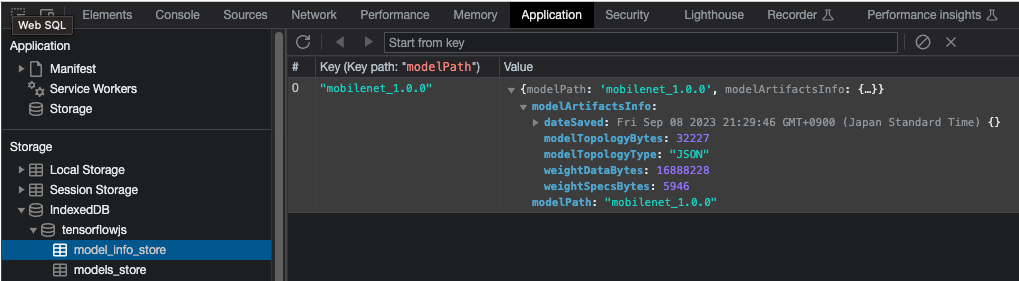 Elements Console Sources Network Performance Memory Application Security Lighthouse Recorder Performance insights
Web SQL
Application
Manifest
Service Workers
Storage
Storage
Local Storage
Session Storage
IndexedDB
tensorflowjs
model_info_store
models_store
Start from key
# Key (Key path: "modelPath") Value
0 "mobilenet_1.0.0" {modelPath: 'mobilenet_1.0.0', modelArtifactsInfo: {…}}
modelArtifactsInfo:
dateSaved: Fri Sep 08 2023 21:29:46 GMT+0900 (Japan Standard Time) {}
modelTopologyBytes: 32227
modelTopologyType: "JSON"
weightDataBytes: 16888228
weightSpecsBytes: 5946
modelPath: "mobilenet_1.0.0"